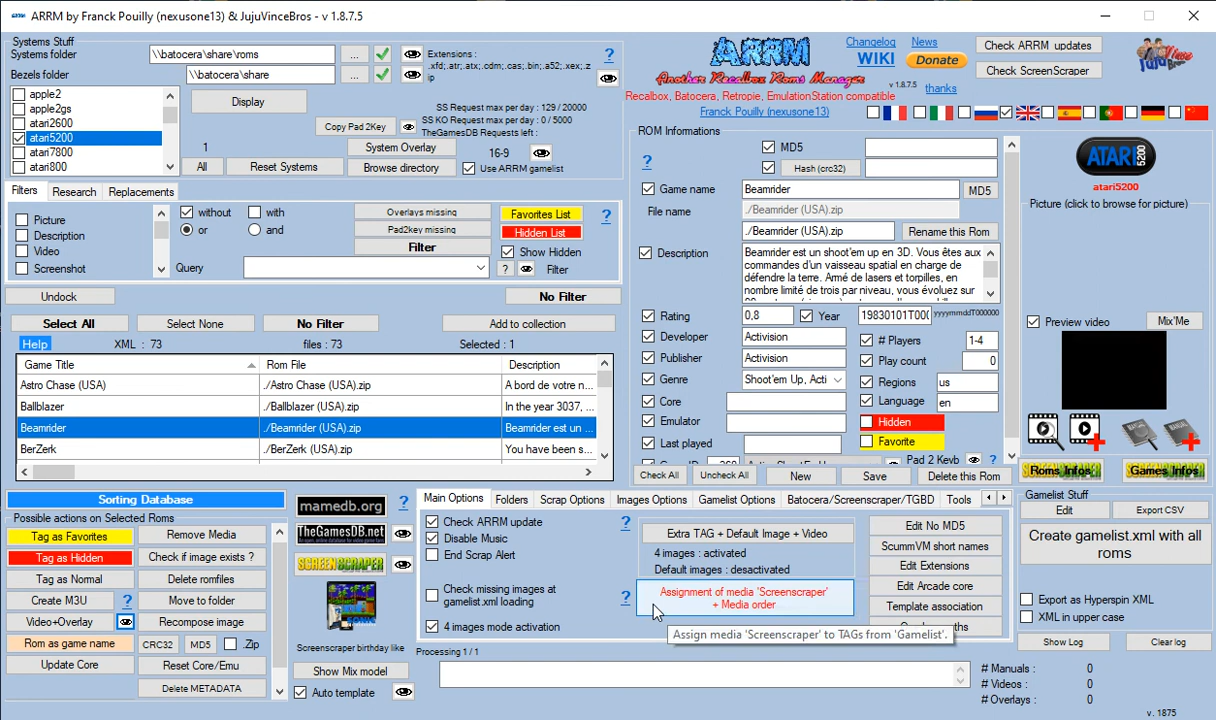 ARRM by Franck Pouilly (nexusone13) & JujuVinceBros - v 1.8.7.5
Systems Stuff
Systems folder
\\batocera\share\roms
...
Bezels folder
\\batocera\share
...
Extensions :
.xfd;.atr;.atx;.cdm;.cas;.bin;.a52;.xex;.z
ip
?
apple2
apple2gs
atari2600
atari5200
atari7800
atari800
Display
Copy Pad 2Key
SS Request max per day : 129 / 20000
SS KO Request max per day : 0 / 5000
TheGamesDB Requests left :
1
System Overlay
16-9
All
Reset Systems
Browse directory
Use ARRM gamelist
Filters
Research
Replacements
Picture
Description
Video
Screenshot
without
with
or
and
Overlays missing
Pad2key missing
Filter
Favorites List
Hidden List
Show Hidden
?
Filter
?
Query
Undock
No Filter
Select All
Select None
No Filter
Add to collection
Help
XML : 73
files : 73
Selected : 1
Game Title
Rom File
Description
Astro Chase (USA)
./Astro Chase (USA).zip
A bord de votre n...
Ballblazer
./Ballblazer (USA).zip
In the year 3037, ...
Beamrider
./Beamrider (USA).zip
Beamrider est un ...
BerZerk
./BerZerk (USA).zip
You have been s...
Sorting Database
Possible actions on Selected Roms
Tag as Favorites
Remove Media
Tag as Hidden
Check if image exists ?
Tag as Normal
Delete romfiles
Create M3U
?
Move to folder
Video+Overlay
Recompose image
Rom as game name
CRC32
MD5
.Zip
Update Core
Reset Core/Emu
Delete METADATA
mamedb.org
?
TheGamesDB.net
SCREENSCRAPER
Screenscraper birthday like
Show Mix model
Auto template
Main Options
Folders
Scrap Options
Images Options
Gamelist Options
Batocera/Screenscraper/TGBD
Tools
Check ARRM update
Disable Music
End Scrap Alert
Check missing images at
gamelist.xml loading
4 images mode activation
?
?
Extra TAG + Default Image + Video
4 images : activated
Default images : desactivated
Assignment of media 'Screenscraper'
+ Media order
Assign media 'Screenscraper' to TAGs from 'Gamelist'.
Edit No MD5
ScummVM short names
Edit Extensions
Edit Arcade core
Template association
Processing 1 / 1
# Manuals : 0
# Videos : 0
# Overlays : 0
v. 1875
ARRM
Another Recalbox Roms Manager
v 1.8.7.5
Recalbox, Batocera, Retropie, EmulationStation compatible
Franck Pouilly (nexusone13)
Changelog
News
WIKI
Donate
thanks
Check ARRM updates
Check ScreenScraper
ROM Informations
?
MD5
Hash (crc32)
Game name
Beamrider
MD5
File name
./Beamrider (USA).zip
./Beamrider (USA).zip
Rename this Rom
Description
Beamrider est un shoot'em up en 3D. Vous êtes aux
commandes d'un vaisseau spatial en charge de
défendre la terre. Armé de lasers et torpilles, en
nombre limité de trois par niveau, vous évoluez sur
Rating
0,8
Year
19830101T000
yyyymmddT000000
Developer
Activision
# Players
1-4
Publisher
Activision
Play count
0
Genre
Shoot'em Up, Acti
Regions
us
Core
Language
en
Emulator
Hidden
Last played
Favorite
Pad 2 Keyb
?
Check All
Uncheck All
New
Save
Delete this Rom
ATARI 5200
atari5200
Picture (click to browse for picture)
Preview video
Mix'Me
Roms Infos
Games Infos
Gamelist Stuff
Edit
Export CSV
Create gamelist.xml with all
roms
Export as Hyperspin XML
XML in upper case
Show Log
Clear log